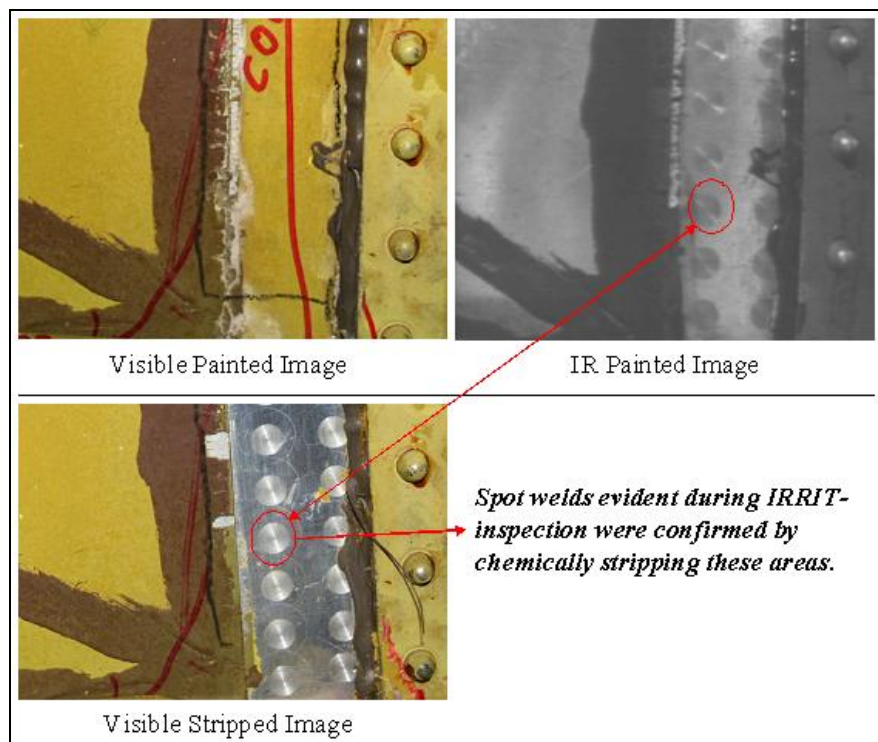 COU
Visible Painted Image
IR Painted Image
Spot welds evident during IRRIT-
inspection were confirmed by
chemically stripping these areas.
Visible Stripped Image